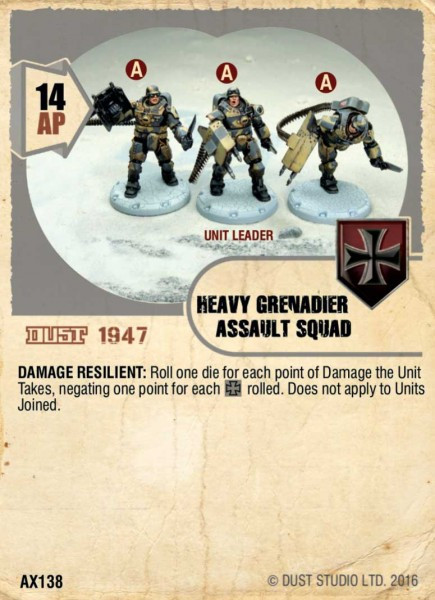 14
AP
A
A
A
UNIT LEADER
HEAVY GRENADIER
ASSAULT SQUAD
DUST 1947
DAMAGE RESILIENT: Roll one die for each point of Damage the Unit
Takes, negating one point for each rolled. Does not apply to Units
Joined.
AX138
© DUST STUDIO LTD. 2016